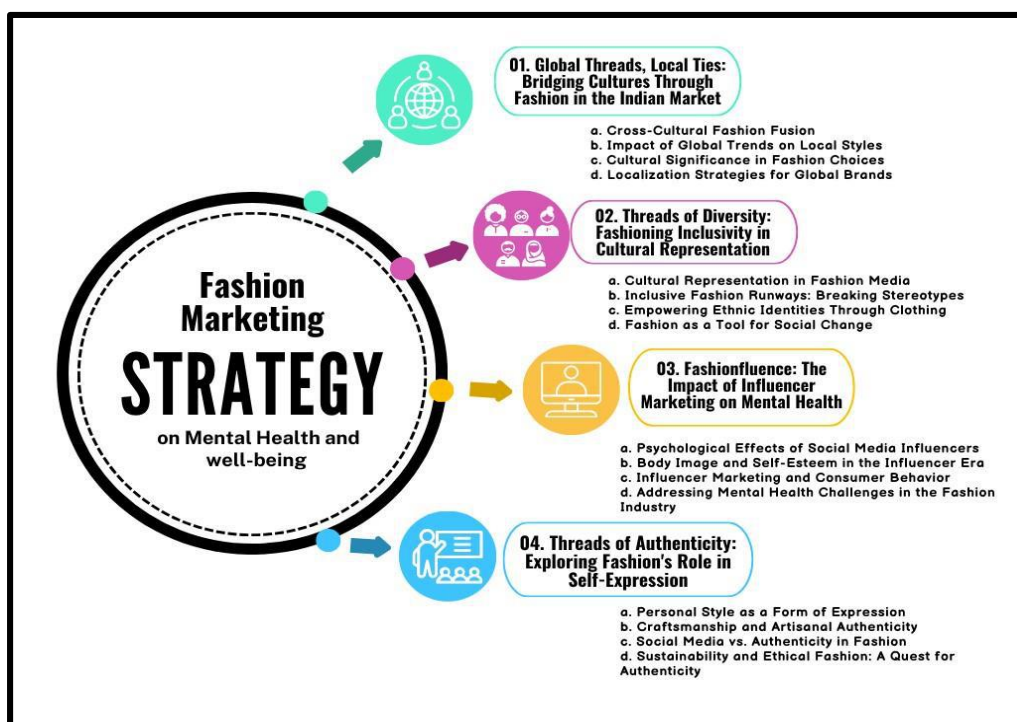 Fashion
Marketing
STRATEGY
on Mental Health and
well-being
01. Global Threads, Local Ties:
Bridging Cultures Through
Fashion in the Indian Market
a. Cross-Cultural Fashion Fusion
b. Impact of Global Trends on Local Styles
c. Cultural Significance in Fashion Choices
d. Localization Strategies for Global Brands
02. Threads of Diversity:
Fashioning Inclusivity in
Cultural Representation
a. Cultural Representation in Fashion Media
b. Inclusive Fashion Runways: Breaking Stereotypes
c. Empowering Ethnic Identities Through Clothing
d. Fashion as a Tool for Social Change
03. Fashionfluence: The
Impact of Influencer
Marketing on Mental Health
a. Psychological Effects of Social Media Influencers
b. Body Image and Self-Esteem in the Influencer Era
c. Influencer Marketing and Consumer Behavior
d. Addressing Mental Health Challenges in the Fashion
Industry
04. Threads of Authenticity:
Exploring Fashion's Role in
Self-Expression
a. Personal Style as a Form of Expression
b. Craftsmanship and Artisanal Authenticity
c. Social Media vs. Authenticity in Fashion
d. Sustainability and Ethical Fashion: A Quest for
Authenticity